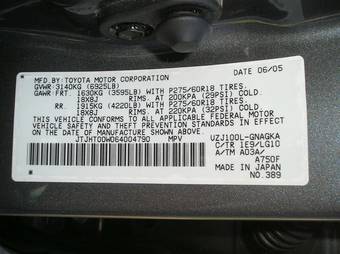 DATE 06/05
MFD. BY: TOYOTA MOTOR CORPORATION
GVWR: 3140KG (6925LB)
GAWR: FRT. 1630KG (3595LB) WITH P275/60R18 TIRES.
18X8J RIMS. AT 200KPA (29PSI) COLD.
RR. 1915KG (4220LB) WITH P275/60R18 TIRES.
18X8J RIMS. AT 220KPA (32PSI) COLD.
THIS VEHICLE CONFORMS TO ALL APPLICABLE FEDERAL MOTOR
VEHICLE SAFETY AND THEFT PREVENTION STANDARDS IN EFFECT
ON THE DATE OF MANUFACTURE SHOWN ABOVE.
JTJHT00W064004790 MPV UZJ100L-GNAGKA
C/TR 1E9/LG10
A/TM A03A/
A750F
MADE IN JAPAN
NO.389